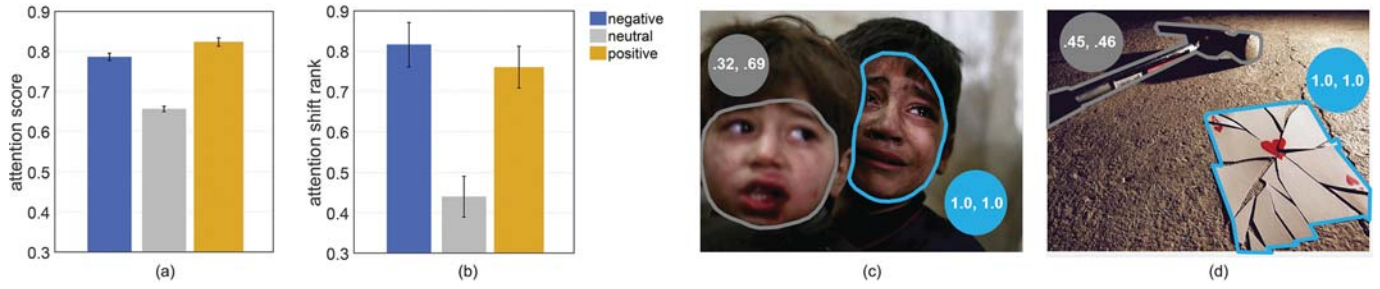 attention score
0.9
0.8
0.7
0.6
0.5
0.4
0.3
(a)
attention shift rank
0.9
0.8
0.7
0.6
0.5
0.4
0.3
(b)
negative
neutral
positive
.32, .69
1.0, 1.0
(c)
.45, .46
1.0, 1.0
(d)